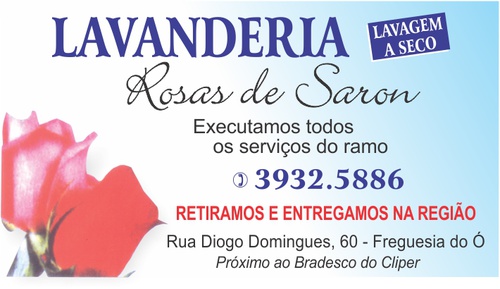 LAVANDERIA
LAVAGEM
A SECO
Rosas de Saron
Executamos todos
os serviços do ramo
3932.5886
RETIRAMOS E ENTREGAMOS NA REGIÃO
Rua Diogo Domingues, 60 - Freguesia do Ó
Próximo ao Bradesco do Cliper